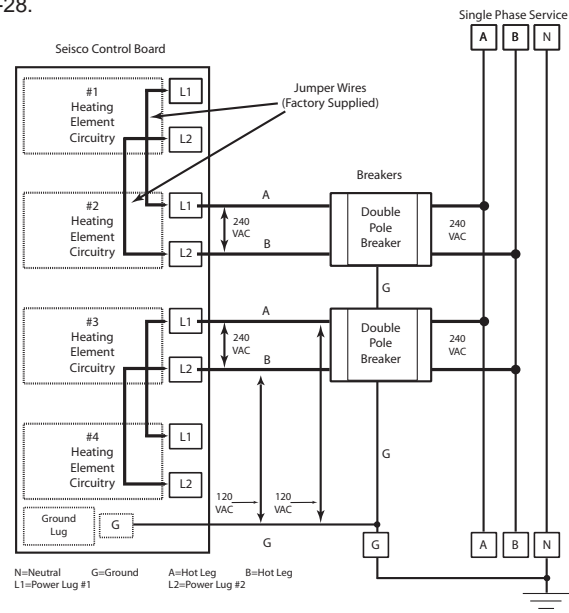 -28.
Single Phase Service
A B N
Seisco Control Board
#1
Heating
Element
Circuitry
L1
L2
Jumper Wires
(Factory Supplied)
Breakers
#2
Heating
Element
Circuitry
L1
L2
A
240
VAC
B
Double
Pole
Breaker
240
VAC
G
#3
Heating
Element
Circuitry
L1
L2
A
240
VAC
B
Double
Pole
Breaker
240
VAC
G
#4
Heating
Element
Circuitry
L1
L2
120
VAC
120
VAC
Ground
Lug
G
G
G
A B N
N=Neutral G=Ground A=Hot Leg B=Hot Leg
L1=Power Lug #1 L2=Power Lug #2